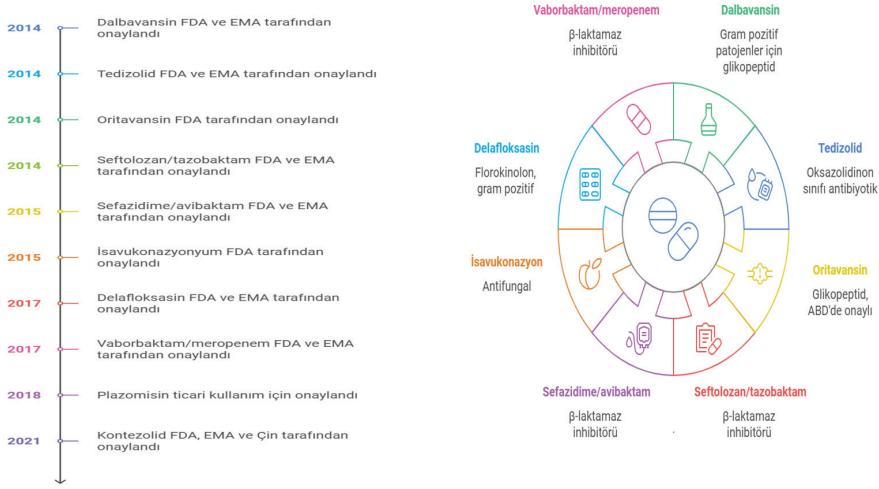 2014
Dalbavansin FDA ve EMA tarafından
onaylandı
2014
Tedizolid FDA ve EMA tarafından onaylandı
2014
Oritavansin FDA tarafından onaylandı
2014
Seftolozan/tazobaktam FDA ve EMA
tarafından onaylandı
2015
Sefazidime/avibaktam FDA ve EMA
tarafından onaylandı
2015
İsavukonazyonyum FDA tarafından
onaylandı
2017
Delafloksasin FDA ve EMA tarafından
onaylandı
2017
Vaborbaktam/meropenem FDA ve EMA
tarafından onaylandı
2018
Plazomisin ticari kullanım için onaylandı
2021
Kontezolid FDA, EMA ve Çin tarafından
onaylandı
Vaborbaktam/meropenem
β-laktamaz
inhibitörü
Dalbavansin
Gram pozitif
patojenler için
glikopeptid
Delafloksasin
Florokinolon,
gram pozitif
Tedizolid
Oksazolidinon
sınıfı antibiyotik
İsavukonazyon
Antifungal
Oritavansin
Glikopeptid,
ABD'de onaylı
Sefazidime/avibaktam
β-laktamaz
inhibitörü
Seftolozan/tazobaktam
β-laktamaz
inhibitörü